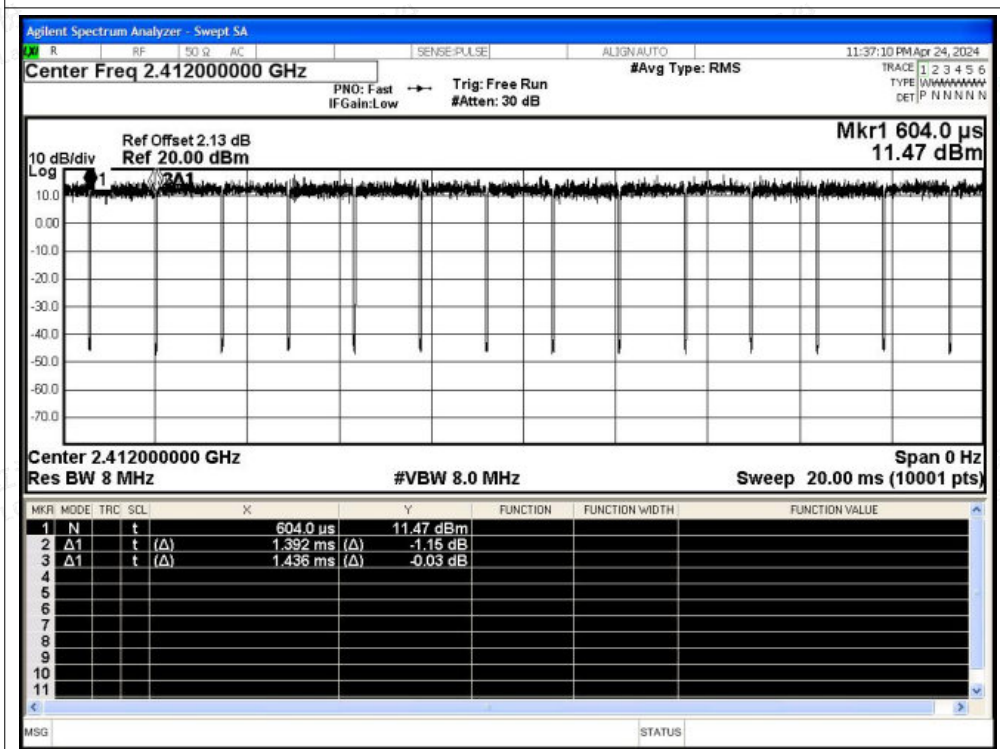 Agilent Spectrum Analyzer - Swept SA
R RF 50 Ω AC SENSE:PULSE ALIGNAUTO 11:37:10 PM Apr 24, 2024
Center Freq 2.412000000 GHz
PNO: Fast
IFGain:Low
Trig: Free Run
#Atten: 30 dB
#Avg Type: RMS
TRACE 1 2 3 4 5 6
TYPE
DET P N N N N N
Mkr1 604.0 µs
11.47 dBm
Ref Offset 2.13 dB
10 dB/div Ref 20.00 dBm
Log
1
3Δ1
10.0
0.00
-10.0
-20.0
-30.0
-40.0
-50.0
-60.0
-70.0
Center 2.412000000 GHz Span 0 Hz
Res BW 8 MHz #VBW 8.0 MHz Sweep 20.00 ms (10001 pts)
MKR MODE TRC SCL X Y FUNCTION FUNCTION WIDTH FUNCTION VALUE
1 N t 604.0 µs 11.47 dBm
2 Δ1 t (Δ) 1.392 ms (Δ) -1.15 dB
3 Δ1 t (Δ) 1.436 ms (Δ) -0.03 dB
4
5
6
7
8
9
10
11
MSG STATUS